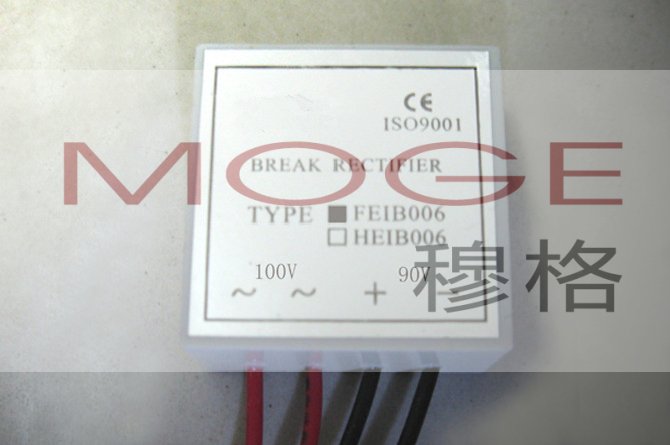 CE
ISO9001
MOGE
BREAK RECTIFIER
TYPE ■ FEIB006
□ HEIB006
穆格
100V 90V
~ ~ + −